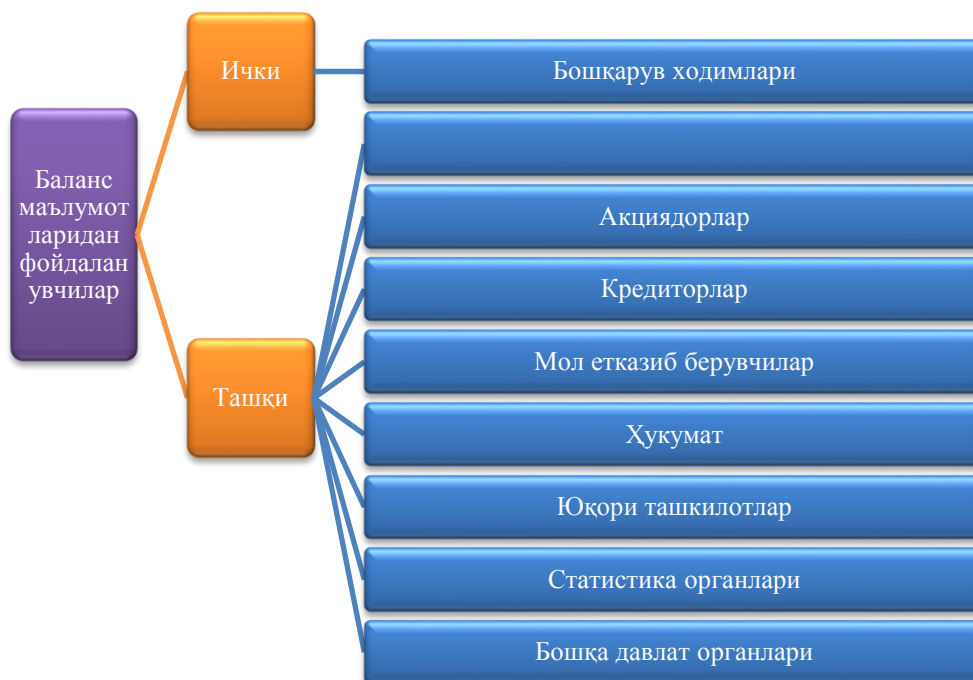 Баланс
маълумот
ларидан
фойдалан
увчилар
Ички
Бошқарув ходимлари
Ташқи
Акциядорлар
Кредиторлар
Мол етказиб берувчилар
Ҳукумат
Юқори ташкилотлар
Статистика органлари
Бошқа давлат органлари